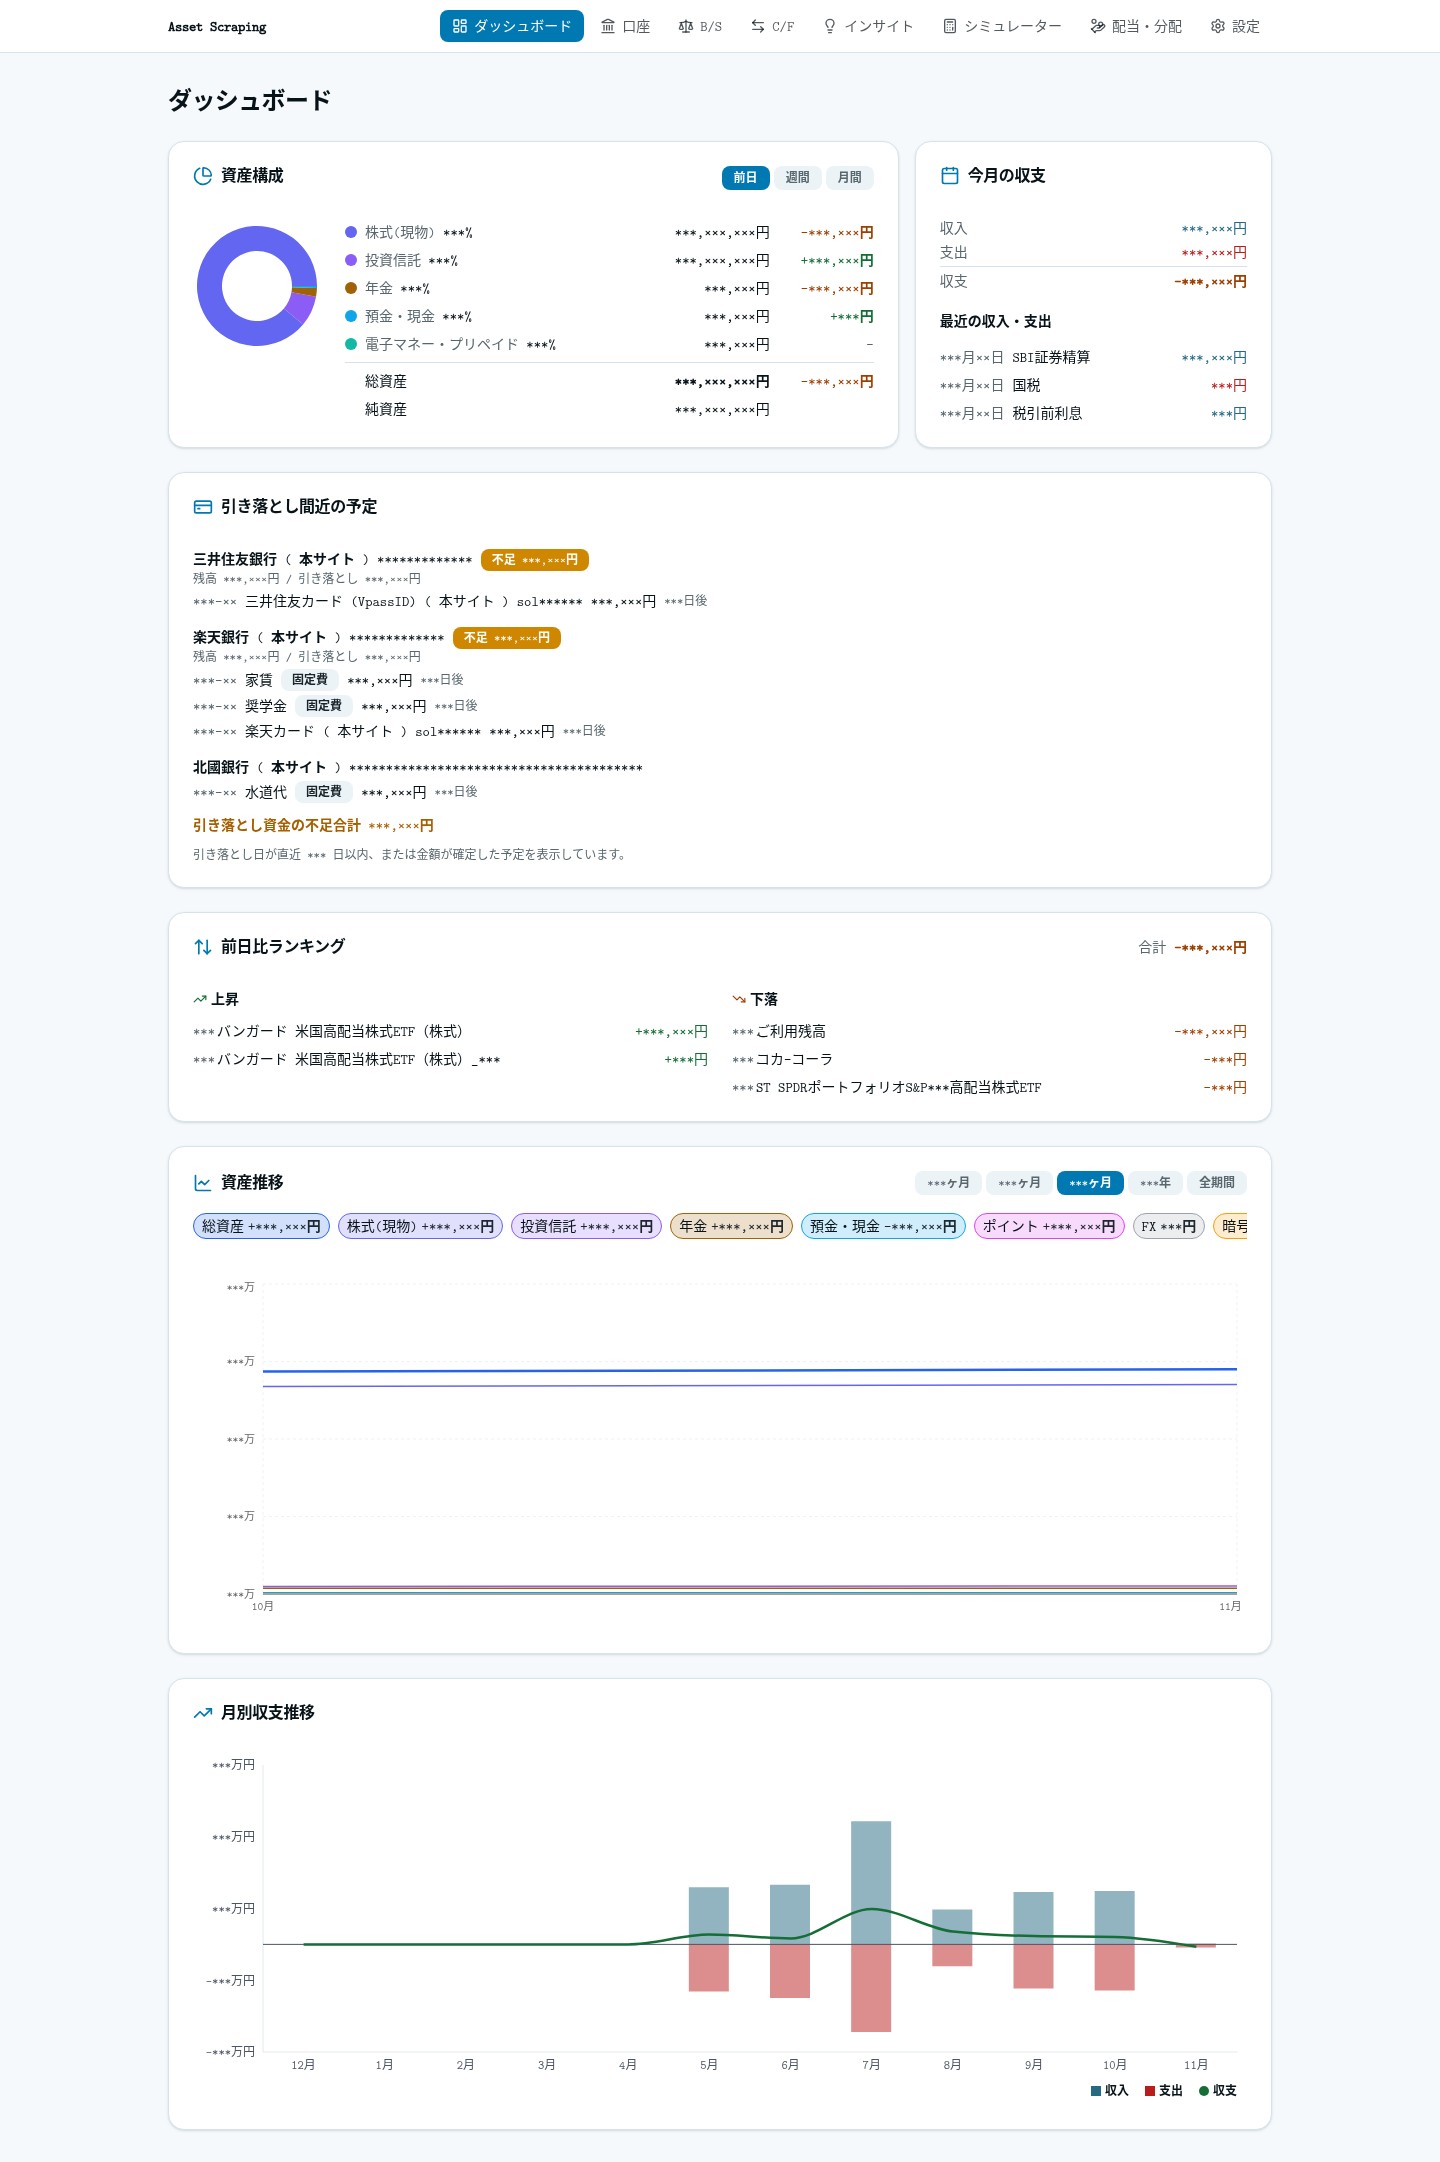 Asset Scraping
ダッシュボード 口座 B/S C/F インサイト シミュレーター 配当・分配 設定
ダッシュボード
資産構成 前日 週間 月間
株式(現物) ***% ***,×××,×××円 -***,×××円
投資信託 ***% ***,×××,×××円 +***,×××円
年金 ***% ***,×××円 -***,×××円
預金・現金 ***% ***,×××円 +***円
電子マネー・プリペイド ***% ***,×××円 -
総資産 ***,×××,×××円 -***,×××円
純資産 ***,×××,×××円
今月の収支
収入 ***,×××円
支出 ***,×××円
収支 -***,×××円
最近の収入・支出
***月××日 SBI証券精算 ***,×××円
***月××日 国税 ***円
***月××日 税引前利息 ***円
引き落とし間近の予定
三井住友銀行 ( 本サイト ) ************* 不足 ***,×××円
残高 ***,×××円 / 引き落とし ***,×××円
***-×× 三井住友カード (VpassID) ( 本サイト ) sol****** ***,×××円 ***日後
楽天銀行 ( 本サイト ) ************* 不足 ***,×××円
残高 ***,×××円 / 引き落とし ***,×××円
***-×× 家賃 固定費 ***,×××円 ***日後
***-×× 奨学金 固定費 ***,×××円 ***日後
***-×× 楽天カード ( 本サイト ) sol****** ***,×××円 ***日後
北國銀行 ( 本サイト ) ****************************************
***-×× 水道代 固定費 ***,×××円 ***日後
引き落とし資金の不足合計 ***,×××円
引き落とし日が直近 *** 日以内、または金額が確定した予定を表示しています。
前日比ランキング 合計 -***,×××円
上昇
***バンガード 米国高配当株式ETF (株式) +***,×××円
***バンガード 米国高配当株式ETF (株式) _*** +***円
下落
***ご利用残高 -***,×××円
***コカ-コーラ -***円
***ST SPDRポートフォリオS&P***高配当株式ETF -***円
資産推移 ***ヶ月 ***ヶ月 ***ヶ月 ***年 全期間
総資産 +***,×××円 株式(現物) +***,×××円 投資信託 +***,×××円 年金 +***,×××円 預金・現金 -***,×××円 ポイント +***,×××円 FX ***円 暗号
***万
***万
***万
***万
***万
10月 11月
月別収支推移
***万円
***万円
***万円
-***万円
-***万円
12月 1月 2月 3月 4月 5月 6月 7月 8月 9月 10月 11月
収入 支出 収支